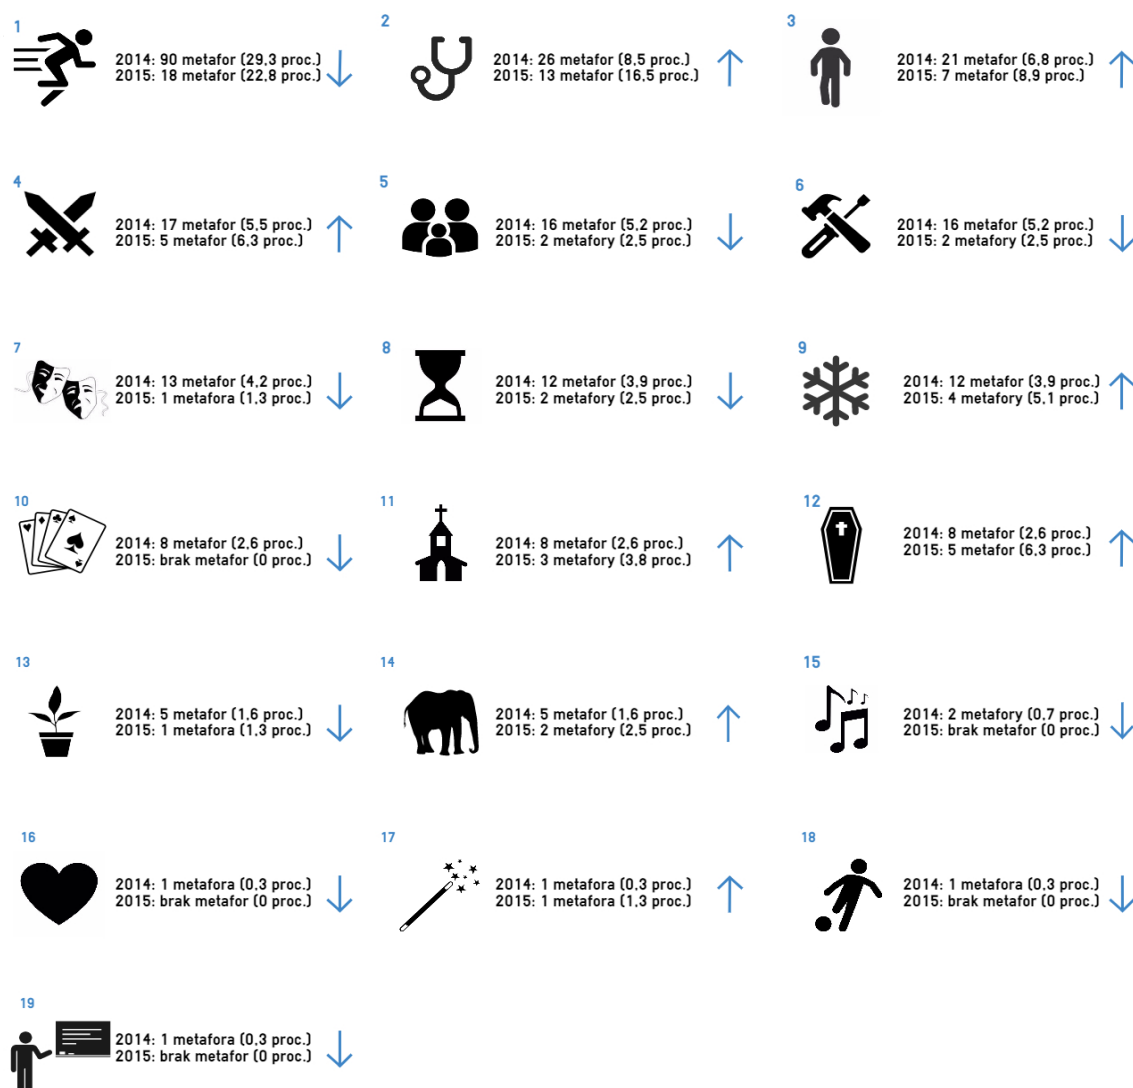 1
2014: 90 metafor (29,3 proc.)
2015: 18 metafor (22,8 proc.)
2
2014: 26 metafor (8,5 proc.)
2015: 13 metafor (16,5 proc.)
3
2014: 21 metafor (6,8 proc.)
2015: 7 metafor (8,9 proc.)
4
2014: 17 metafor (5,5 proc.)
2015: 5 metafor (6,3 proc.)
5
2014: 16 metafor (5,2 proc.)
2015: 2 metafory (2,5 proc.)
6
2014: 16 metafor (5,2 proc.)
2015: 2 metafory (2,5 proc.)
7
2014: 13 metafor (4,2 proc.)
2015: 1 metafora (1,3 proc.)
8
2014: 12 metafor (3,9 proc.)
2015: 2 metafory (2,5 proc.)
9
2014: 12 metafor (3,9 proc.)
2015: 4 metafory (5,1 proc.)
10
2014: 8 metafor (2,6 proc.)
2015: brak metafor (0 proc.)
11
2014: 8 metafor (2,6 proc.)
2015: 3 metafory (3,8 proc.)
12
2014: 8 metafor (2,6 proc.)
2015: 5 metafor (6,3 proc.)
13
2014: 5 metafor (1,6 proc.)
2015: 1 metafora (1,3 proc.)
14
2014: 5 metafor (1,6 proc.)
2015: 2 metafory (2,5 proc.)
15
2014: 2 metafory (0,7 proc.)
2015: brak metafor (0 proc.)
16
2014: 1 metafora (0,3 proc.)
2015: brak metafor (0 proc.)
17
2014: 1 metafora (0,3 proc.)
2015: 1 metafora (1,3 proc.)
18
2014: 1 metafora (0,3 proc.)
2015: brak metafor (0 proc.)
19
2014: 1 metafora (0,3 proc.)
2015: brak metafor (0 proc.)